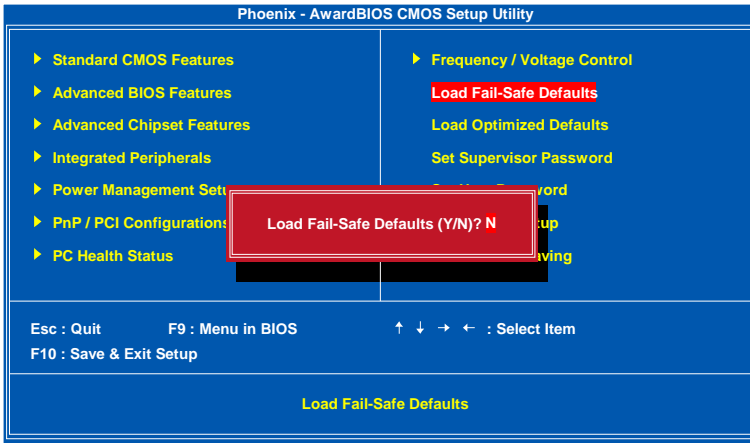 Phoenix - AwardBIOS CMOS Setup Utility
Standard CMOS Features
Advanced BIOS Features
Advanced Chipset Features
Integrated Peripherals
Power Management Setu
PnP / PCI Configurations
PC Health Status
Frequency / Voltage Control
Load Fail-Safe Defaults
Load Optimized Defaults
Set Supervisor Password
Load Fail-Safe Defaults (Y/N)? N
Esc : Quit F9 : Menu in BIOS ↑ ↓ → ← : Select Item
F10 : Save & Exit Setup
Load Fail-Safe Defaults